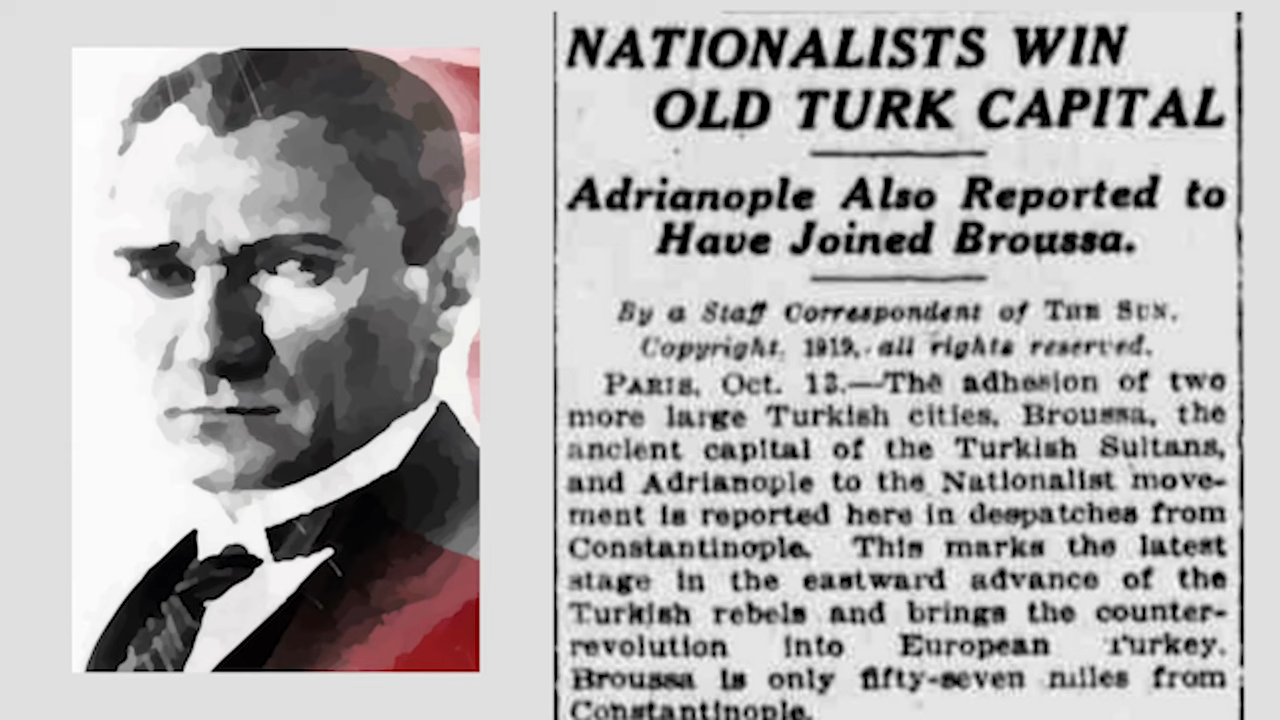 NATIONALISTS WIN
OLD TURK CAPITAL
Adrianople Also Reported to
Have Joined Broussa.
By a Staff Correspondent of THE SUN.
Copyright, 1919, all rights reserved.
PARIS, Oct. 13.—The adhesion of two
more large Turkish cities, Broussa, the
ancient capital of the Turkish Sultans,
and Adrianople to the Nationalist move-
ment is reported here in despatches from
Constantinople. This marks the latest
stage in the eastward advance of the
Turkish rebels and brings the counter-
revolution into European Turkey.
Broussa is only fifty-seven miles from
Constantinople.